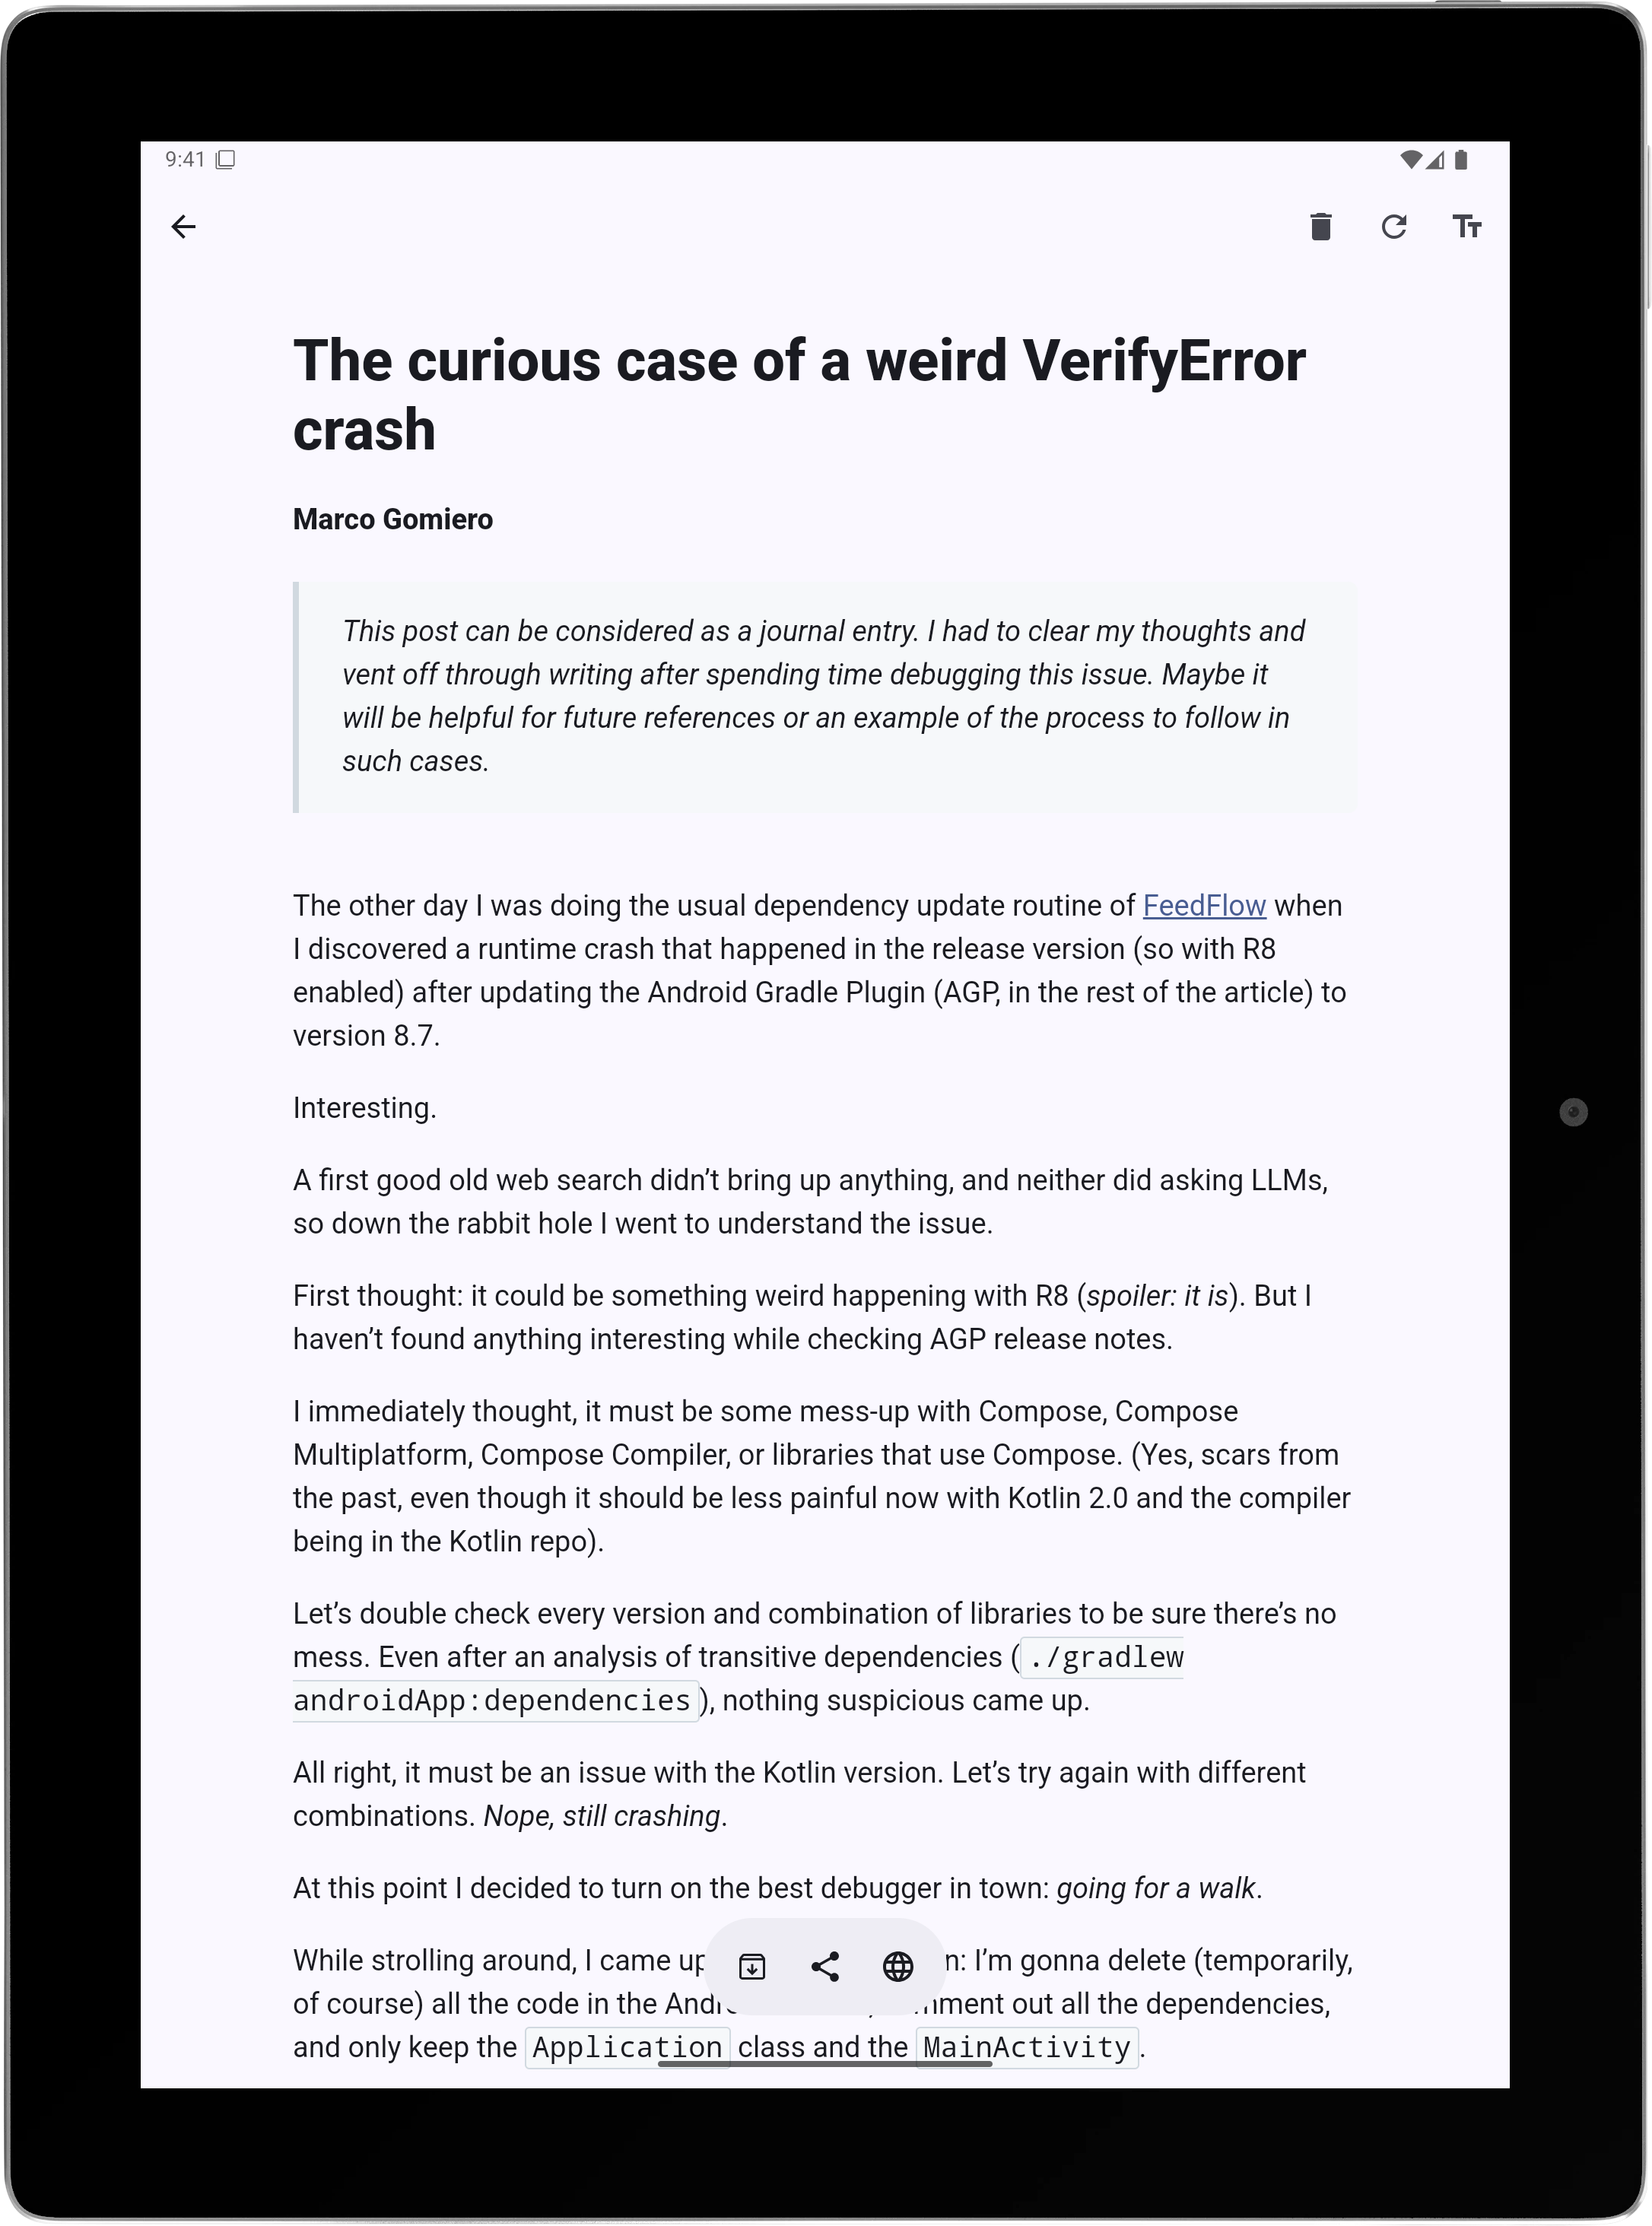 9:41
The curious case of a weird VerifyError
crash
Marco Gomiero
This post can be considered as a journal entry. I had to clear my thoughts and
vent off through writing after spending time debugging this issue. Maybe it
will be helpful for future references or an example of the process to follow in
such cases.
The other day I was doing the usual dependency update routine of FeedFlow when
I discovered a runtime crash that happened in the release version (so with R8
enabled) after updating the Android Gradle Plugin (AGP, in the rest of the article) to
version 8.7.
Interesting.
A first good old web search didn’t bring up anything, and neither did asking LLMs,
so down the rabbit hole I went to understand the issue.
First thought: it could be something weird happening with R8 (spoiler: it is). But I
haven’t found anything interesting while checking AGP release notes.
I immediately thought, it must be some mess-up with Compose, Compose
Multiplatform, Compose Compiler, or libraries that use Compose. (Yes, scars from
the past, even though it should be less painful now with Kotlin 2.0 and the compiler
being in the Kotlin repo).
Let’s double check every version and combination of libraries to be sure there’s no
mess. Even after an analysis of transitive dependencies (./gradlew
androidApp:dependencies), nothing suspicious came up.
All right, it must be an issue with the Kotlin version. Let’s try again with different
combinations. Nope, still crashing.
At this point I decided to turn on the best debugger in town: going for a walk.
While strolling around, I came up I’m gonna delete (temporarily,
of course) all the code in the out all the dependencies,
and only keep the Application class and the MainActivity.